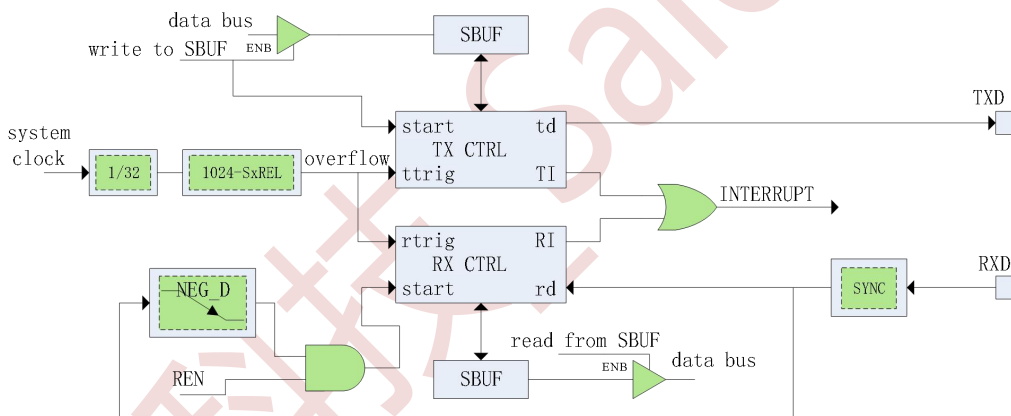 data bus
write to SBUF
ENB
SBUF
TXD
start td
TX CTRL
ttrig TI
system
clock
1/32
1024-SxREL
overflow
INTERRUPT
rtrig RI
RX CTRL
start rd
RXD
SYNC
NEG_D
REN
read from SBUF
ENB
data bus
SBUF